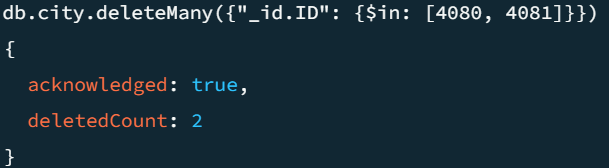 db.city.deleteMany({"_id.ID": {$in: [4080, 4081]}})
{
  acknowledged: true,
  deletedCount: 2
}